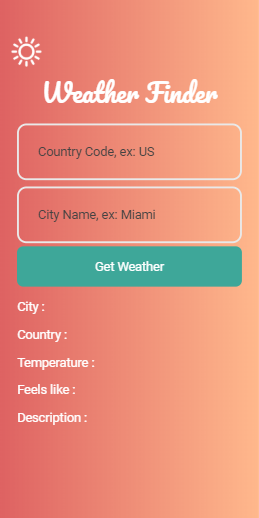 Weather Finder
Country Code, ex: US
City Name, ex: Miami
Get Weather
City :
Country :
Temperature :
Feels like :
Description :